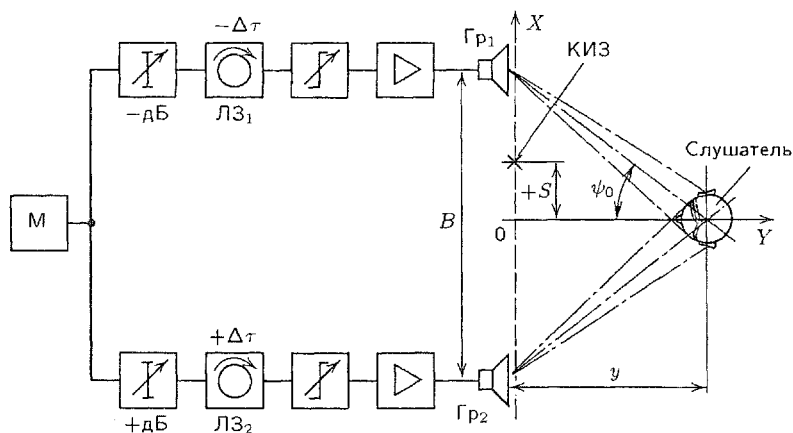 −Δτ
Гр₁
X
КИЗ
−дБ
ЛЗ₁
Слушатель
+S
ψ₀
М
B
0
Y
+Δτ
y
+дБ
ЛЗ₂
Гр₂